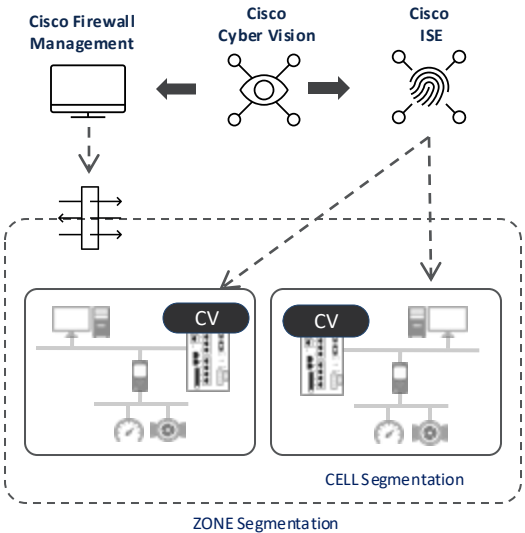 Cisco Firewall
Management
Cisco
Cyber Vision
Cisco
ISE
CV
CV
CELL Segmentation
ZONE Segmentation